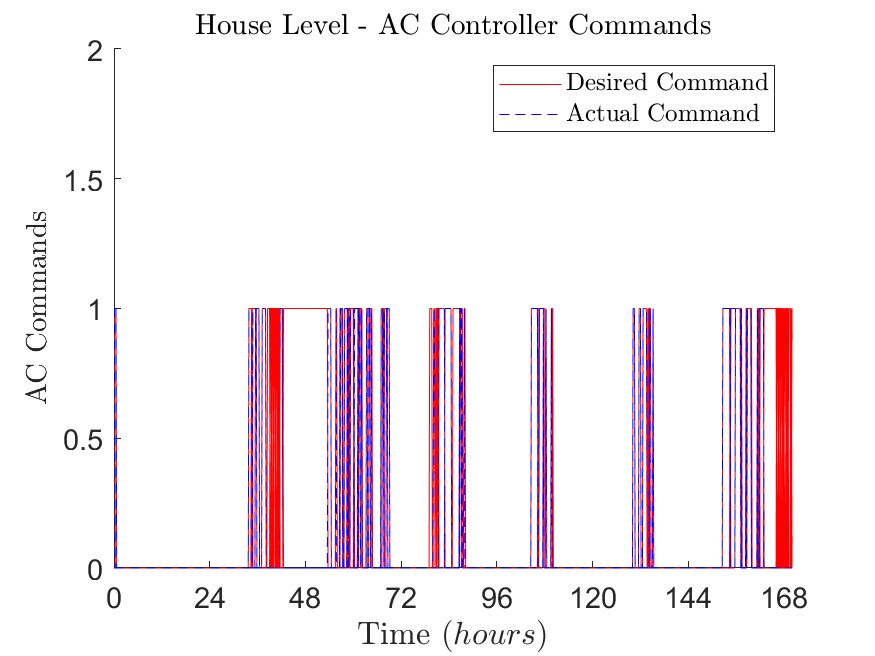 House Level - AC Controller Commands
2
Desired Command
Actual Command
1.5
AC Commands
1
0.5
0
0 24 48 72 96 120 144 168
Time (hours)